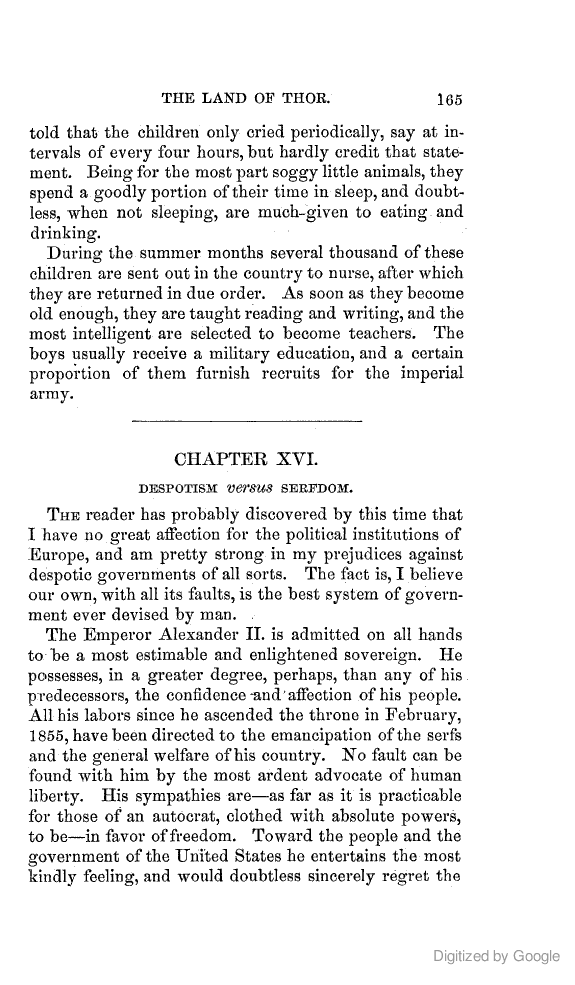 THE LAND OF THOR. 165
told that the children only cried periodically, say at in-
tervals of every four hours, but hardly credit that state-
ment. Being for the most part soggy little animals, they
spend a goodly portion of their time in sleep, and doubt-
less, when not sleeping, are much-given to eating and
drinking.
During the summer months several thousand of these
children are sent out in the country to nurse, after which
they are returned in due order. As soon as they become
old enough, they are taught reading and writing, and the
most intelligent are selected to become teachers. The
boys usually receive a military education, and a certain
proportion of them furnish recruits for the imperial
army.
CHAPTER XVI.
DESPOTISM versus SERFDOM.
THE reader has probably discovered by this time that
I have no great affection for the political institutions of
Europe, and am pretty strong in my prejudices against
despotic governments of all sorts. The fact is, I believe
our own, with all its faults, is the best system of govern-
ment ever devised by man.
The Emperor Alexander II. is admitted on all hands
to be a most estimable and enlightened sovereign. He
possesses, in a greater degree, perhaps, than any of his
predecessors, the confidence and affection of his people.
All his labors since he ascended the throne in February,
1855, have been directed to the emancipation of the serfs
and the general welfare of his country. No fault can be
found with him by the most ardent advocate of human
liberty. His sympathies are—as far as it is practicable
for those of an autocrat, clothed with absolute powers,
to be—in favor of freedom. Toward the people and the
government of the United States he entertains the most
kindly feeling, and would doubtless sincerely regret the
Digitized by Google